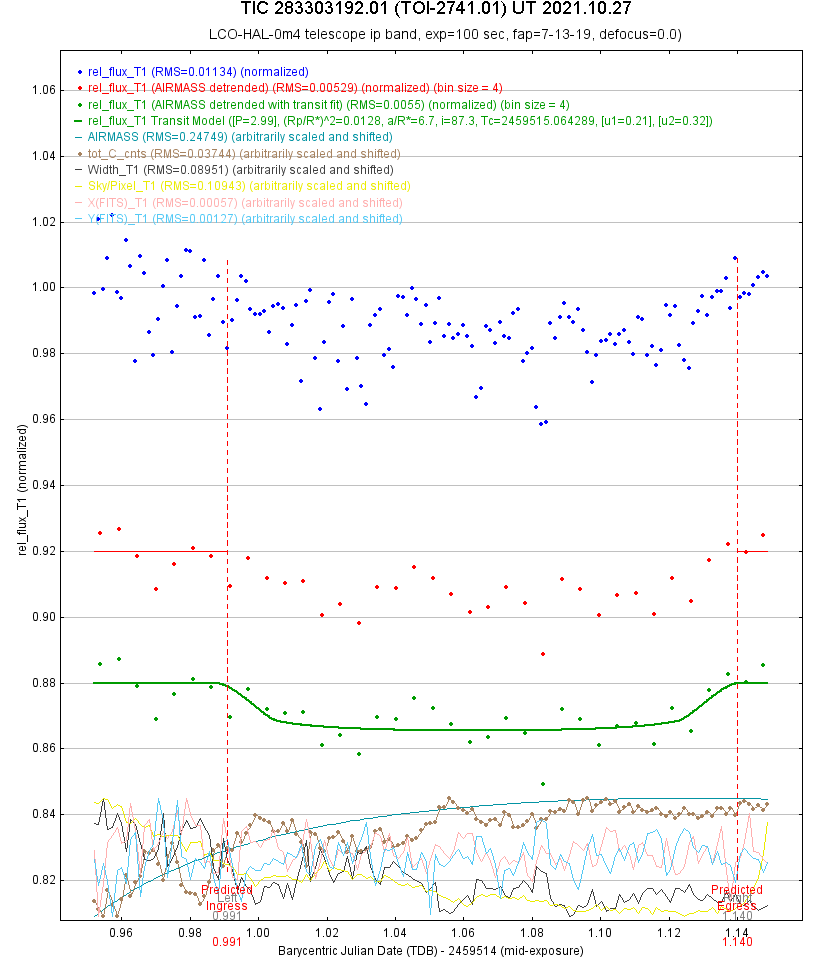 TIC 283303192.01 (TOI-2741.01) UT 2021.10.27
LCO-HAL-0m4 telescope ip band, exp=100 sec, fap=7-13-19, defocus=0.0)
rel_flux_T1 (RMS=0.01134) (normalized)
rel_flux_T1 (AIRMASS detrended) (RMS=0.00529) (normalized) (bin size = 4)
rel_flux_T1 (AIRMASS detrended with transit fit) (RMS=0.0055) (normalized) (bin size = 4)
rel_flux_T1 Transit Model ([P=2.99], (Rp/R*)^2=0.0128, a/R*=6.7, i=87.3, Tc=2459515.064289, [u1=0.21], [u2=0.32])
AIRMASS (RMS=0.24749) (arbitrarily scaled and shifted)
tot_C_cnts (RMS=0.03744) (arbitrarily scaled and shifted)
Width_T1 (RMS=0.08951) (arbitrarily scaled and shifted)
Sky/Pixel_T1 (RMS=0.10943) (arbitrarily scaled and shifted)
X(FITS)_T1 (RMS=0.00057) (arbitrarily scaled and shifted)
Y(FITS)_T1 (RMS=0.00127) (arbitrarily scaled and shifted)
1.06
1.04
1.02
1.00
0.98
0.96
0.94
0.92
0.90
0.88
0.86
0.84
0.82
rel_flux_T1 (normalized)
Predicted
Left
Ingress
0.991
Predicted
Right
Egress
1.140
0.96
0.98
1.00
1.02
1.04
1.06
1.08
1.10
1.12
1.14
0.991
1.140
Barycentric Julian Date (TDB) - 2459514 (mid-exposure)